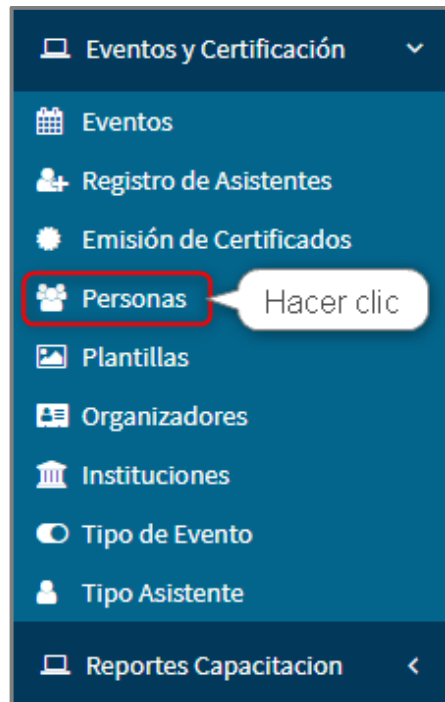 Eventos y Certificación
Eventos
Registro de Asistentes
Emisión de Certificados
Personas
Hacer clic
Plantillas
Organizadores
Instituciones
Tipo de Evento
Tipo Asistente
Reportes Capacitacion